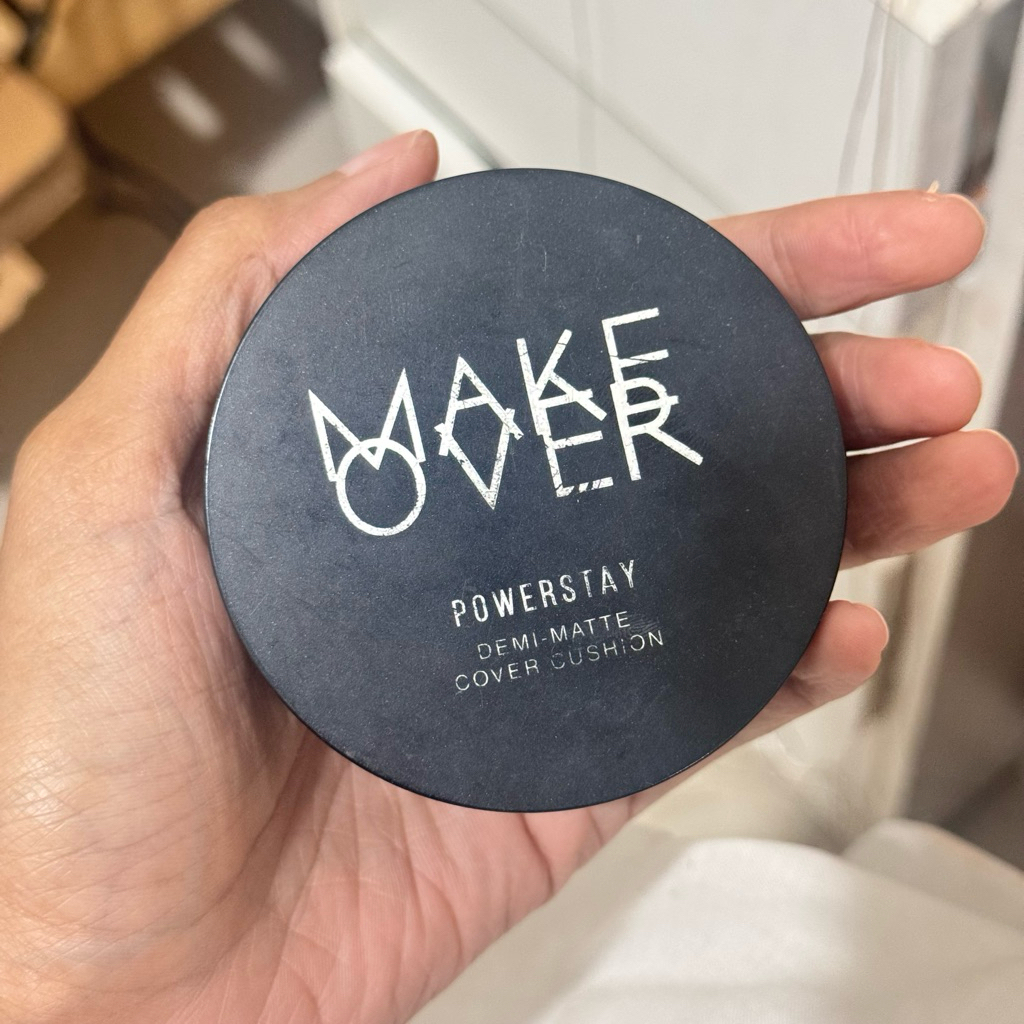 MAKE
OVER
POWERSTAY
DEMI-MATTE
COVER CUSHION